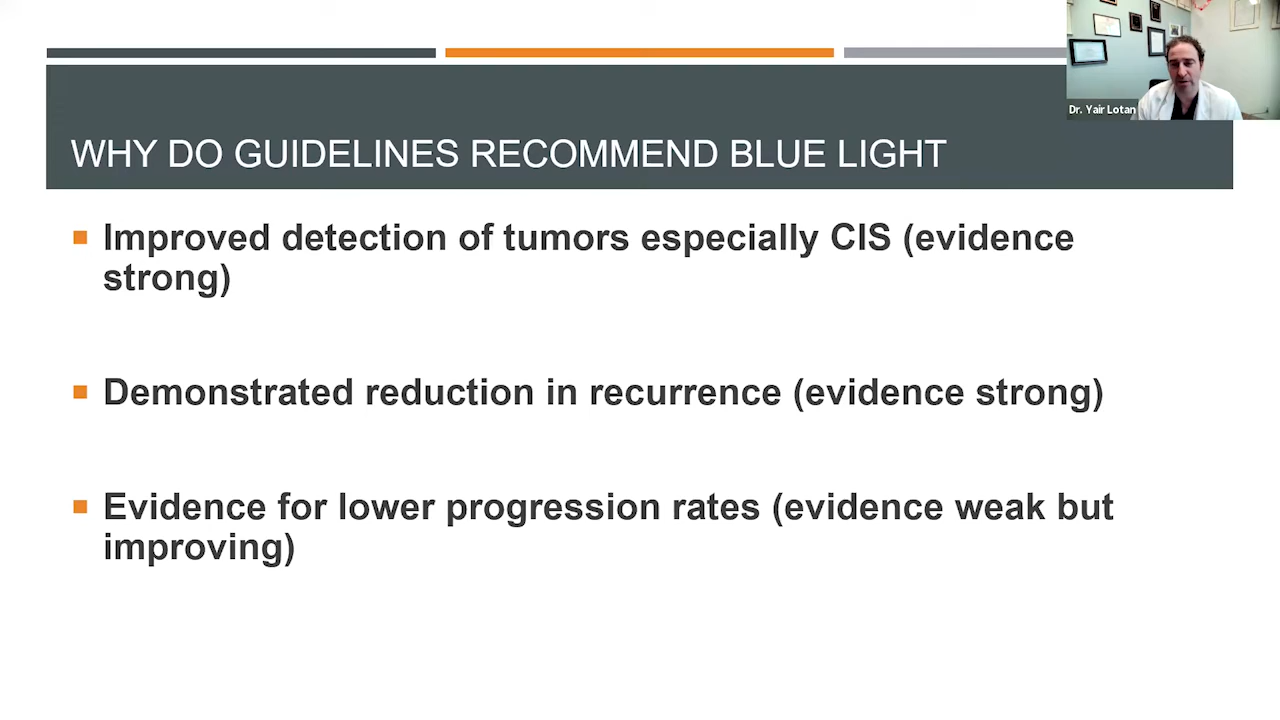 Dr. Yair Lotan
WHY DO GUIDELINES RECOMMEND BLUE LIGHT
Improved detection of tumors especially CIS (evidence
strong)
Demonstrated reduction in recurrence (evidence strong)
Evidence for lower progression rates (evidence weak but
improving)